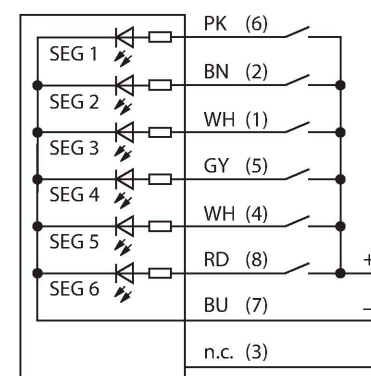 PK (6)
SEG 1
BN (2)
SEG 2
WH (1)
SEG 3
GY (5)
SEG 4
WH (4)
SEG 5
RD (8)
+
SEG 6
BU (7)
−
n.c. (3)